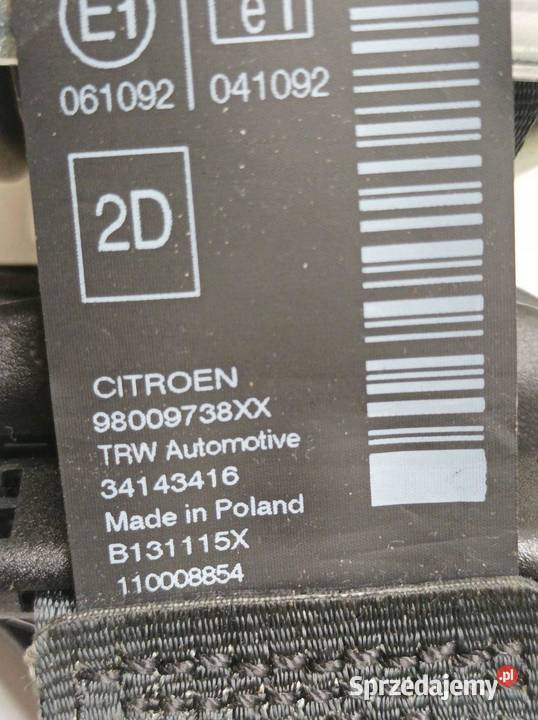 E1 e1
061092 041092
2D
CITROEN
98009738XX
TRW Automotive
34143416
Made in Poland
B131115X
110008854
Sprzedajemy.pl